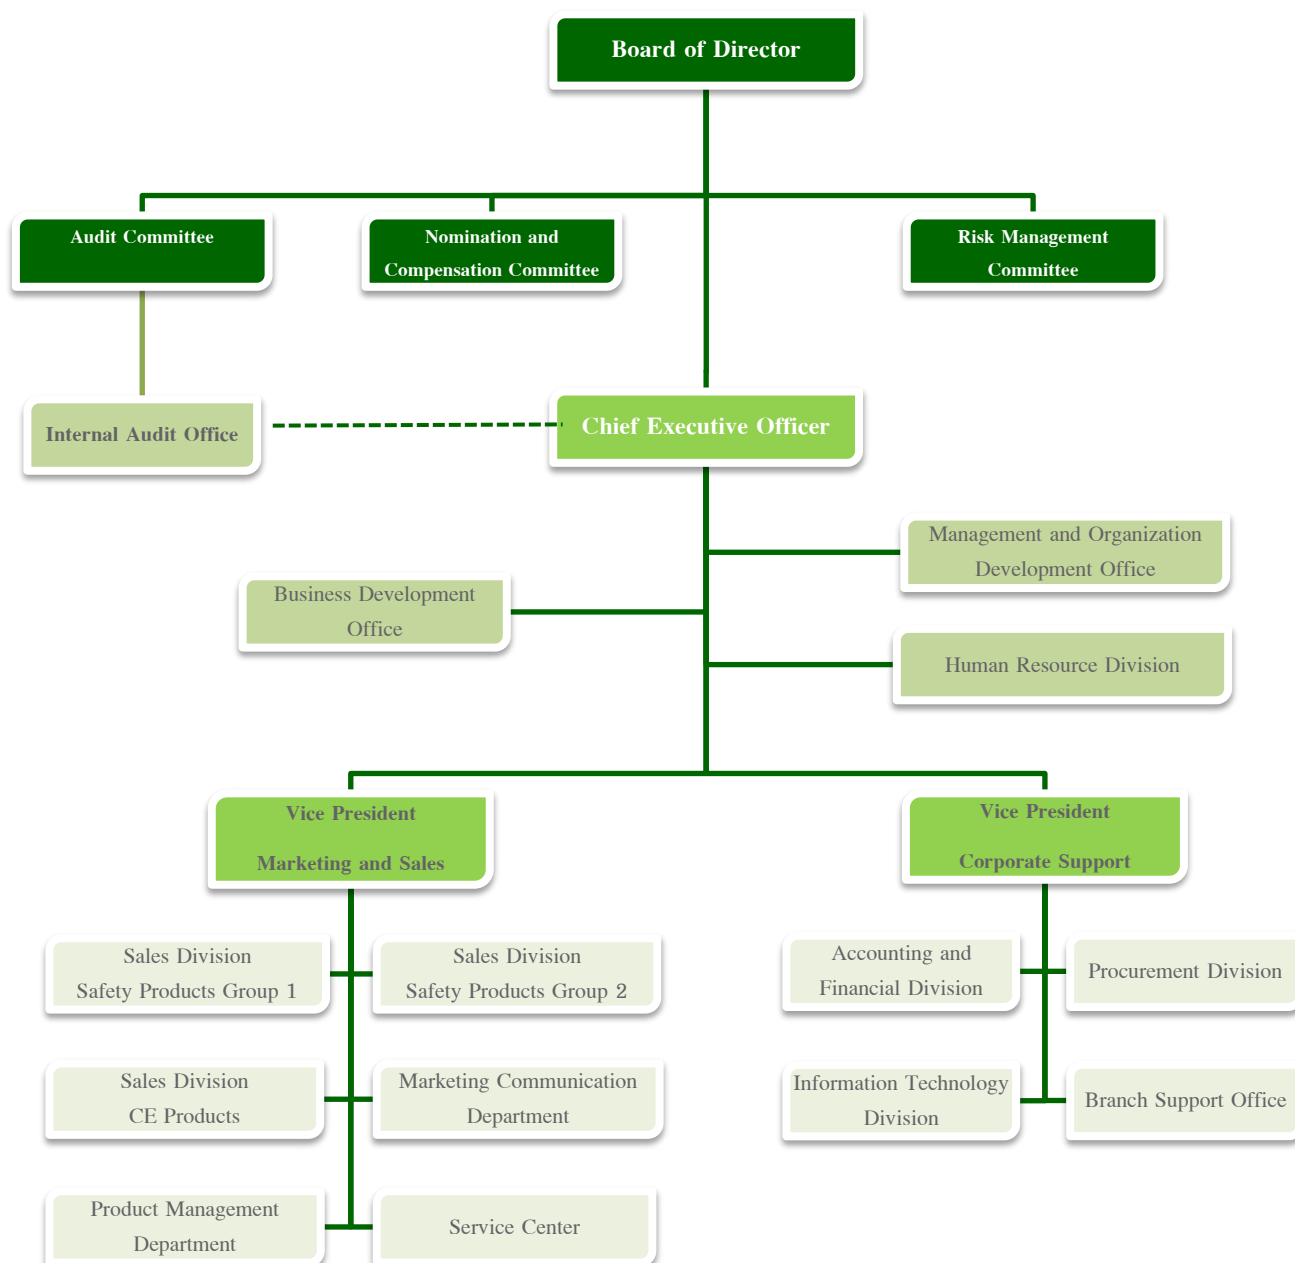 Board of Director
Audit Committee
Nomination and
Compensation Committee
Risk Management
Committee
Internal Audit Office
Chief Executive Officer
Management and Organization
Development Office
Business Development
Office
Human Resource Division
Vice President
Marketing and Sales
Vice President
Corporate Support
Sales Division
Safety Products Group 1
Sales Division
Safety Products Group 2
Accounting and
Financial Division
Procurement Division
Sales Division
CE Products
Marketing Communication
Department
Information Technology
Division
Branch Support Office
Product Management
Department
Service Center